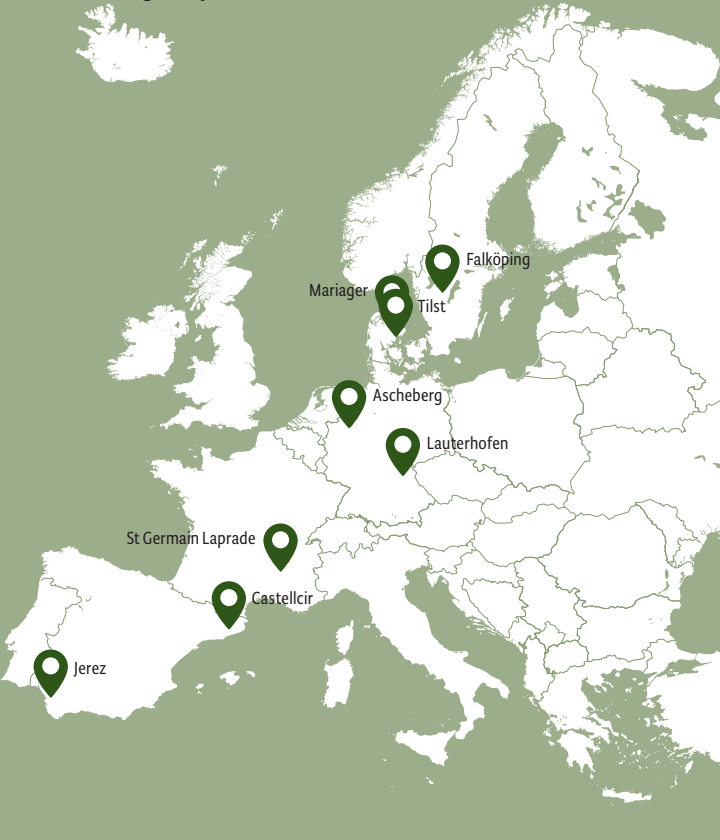 Falköping
Mariager
Tilst
Ascheberg
Lauterhofen
St Germain Laprade
Castellcir
Jerez